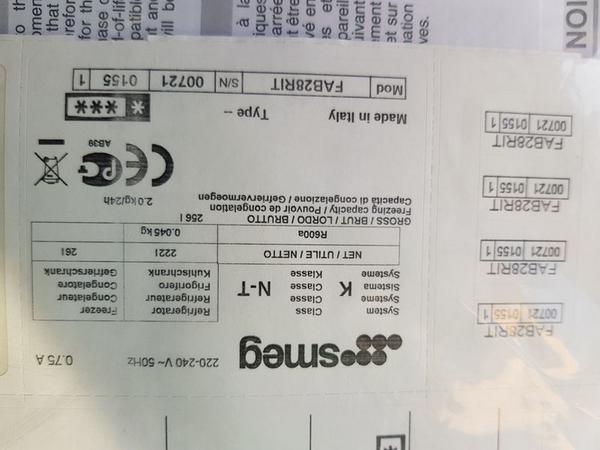 smeg
220-240 V~ 50Hz 0.75 A
System Sisteme Sistema Systeme K Class Classe Classe Klasse N-T
Refrigerator Refrigerateur Frigorifero Kuhlschrank
Freezer Congelateur Congelatore Gefrierschrank
NET / UTILE / NETTO 222l 26l
R600a 0.045 kg
GROSS / LORDO / BRUT / BRUTTO 256 l
Freezing capacity / Pouvoir de congelation
Capacità di congelazione / Gefriervermoegen 2.0 kg/24h
CE PC AB39
Made in Italy Type --
Mod FAB28RIT S/N 00721 0155 1
FAB28RIT
00721 0155 1
FAB28RIT
00721 0155 1
FAB28RIT
00721 0155 1
FAB28RIT
00721 0155 1